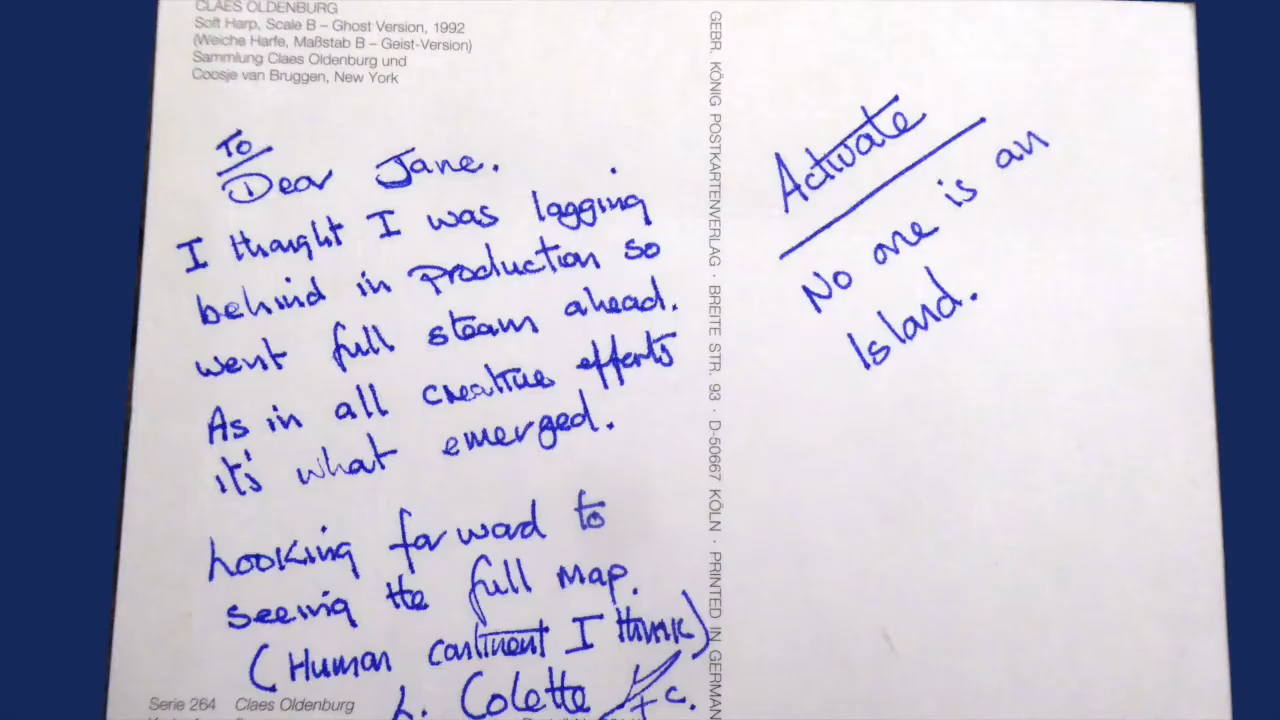 CLAES OLDENBURG
Soft Harp, Scale B – Ghost Version, 1992
(Weiche Harfe, Maßstab B – Geist-Version)
Sammlung Claes Oldenburg und
Coosje van Bruggen, New York
To
Dear Jane.
I thought I was lagging
behind in production so
went full steam ahead.
As in all creative efforts
it's what emerged.
Looking forward to
seeing the full map.
(Human continent I think)
L. Colette
+ c.
Serie 264 Claes Oldenburg
GEBR. KÖNIG POSTKARTENVERLAG · BREITE STR. 93 · D-50667 KÖLN · PRINTED IN GERMAN
Activate
No one is an
Island.